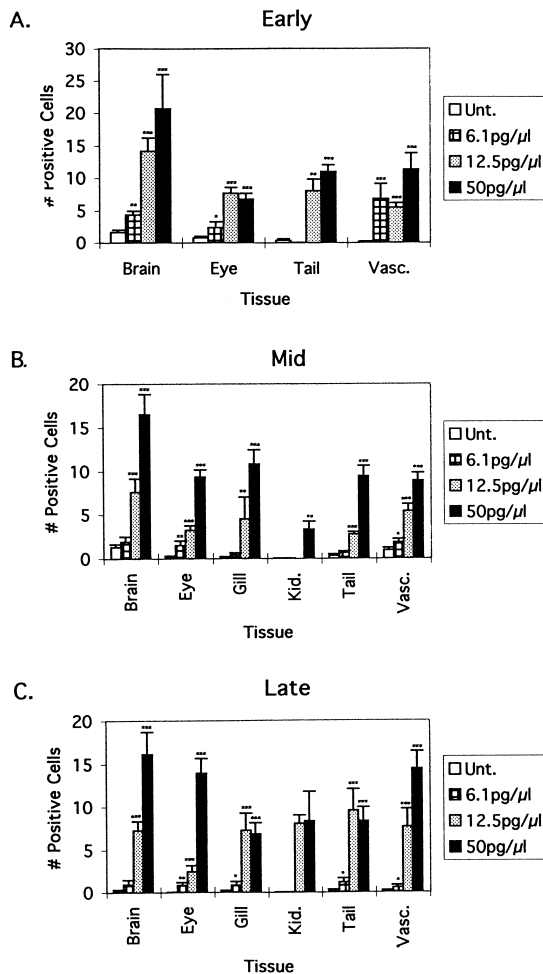 A.
Early
30
25
20
15
10
5
0
# Positive Cells
Brain Eye Tail Vasc.
Tissue
Unt.
6.1pg/µl
12.5pg/µl
50pg/µl
B.
Mid
20
15
10
5
0
# Positive Cells
Brain Eye Gill Kid. Tail Vasc.
Tissue
Unt.
6.1pg/µl
12.5pg/µl
50pg/µl
C.
Late
20
15
10
5
0
# Positive Cells
Brain Eye Gill Kid. Tail Vasc.
Tissue
Unt.
6.1pg/µl
12.5pg/µl
50pg/µl